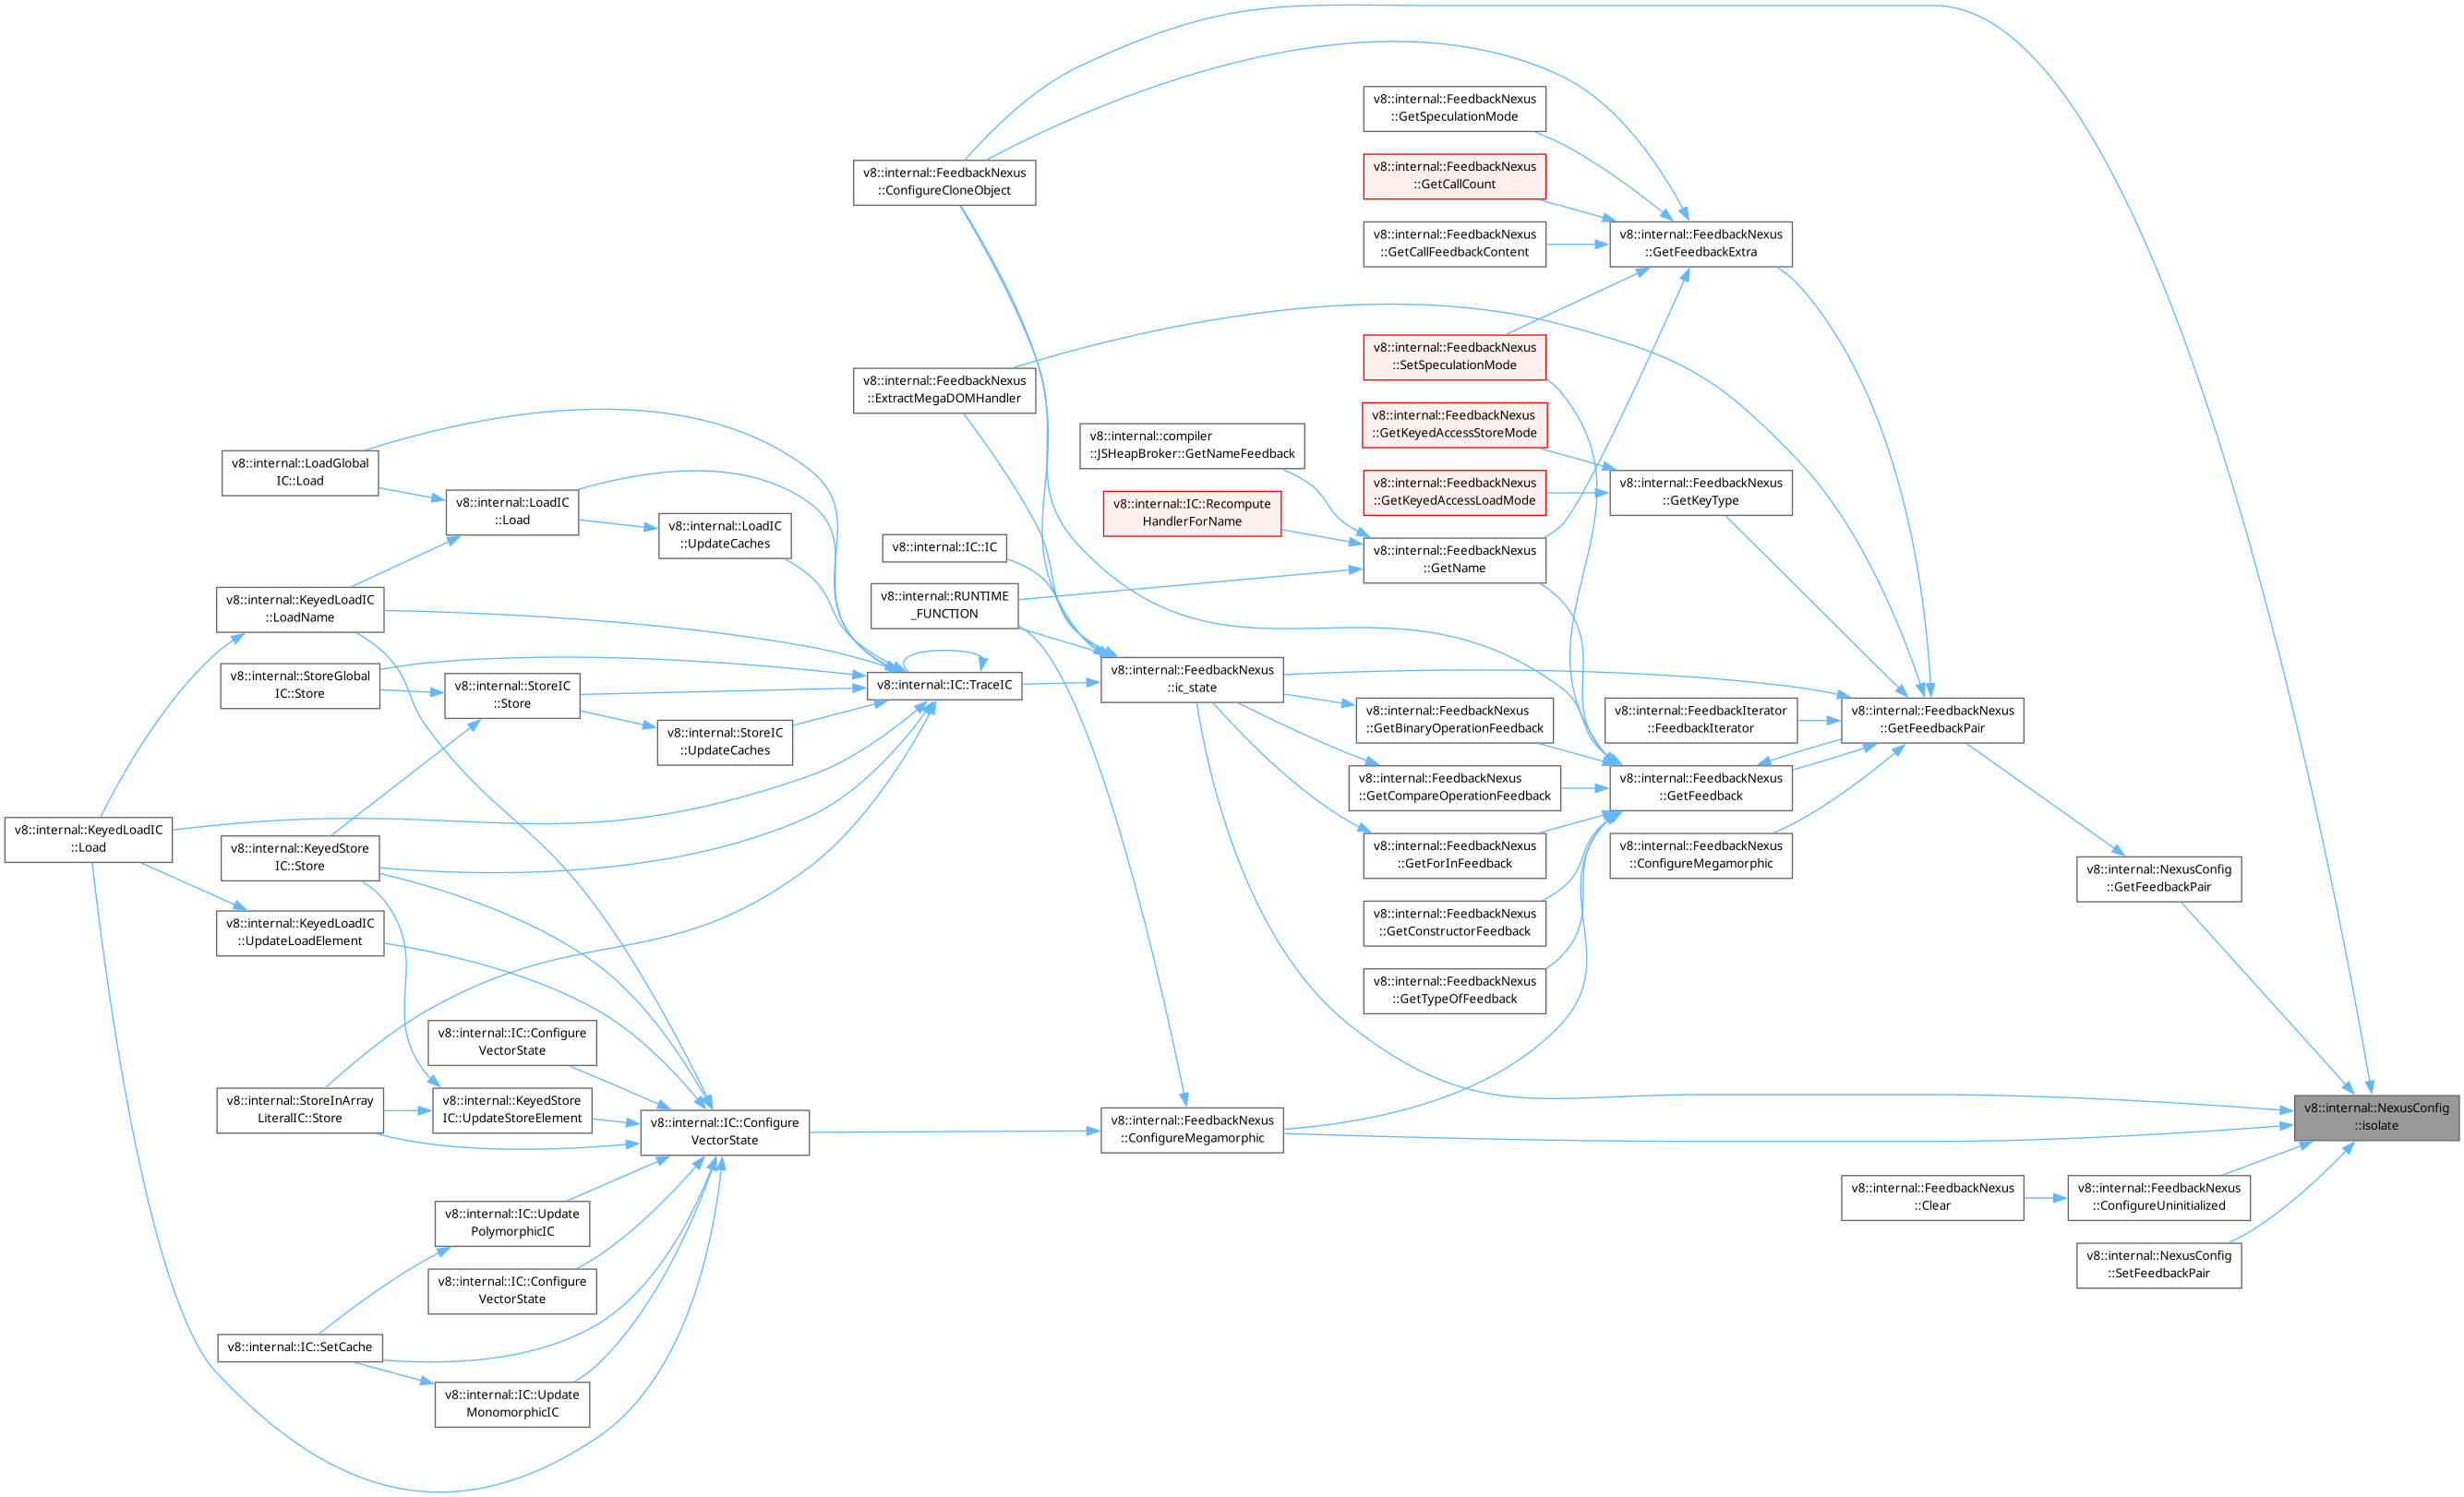 v8::internal::FeedbackNexus
::GetSpeculationMode
v8::internal::FeedbackNexus
::GetCallCount
v8::internal::FeedbackNexus
::ConfigureCloneObject
v8::internal::FeedbackNexus
::GetCallFeedbackContent
v8::internal::FeedbackNexus
::GetFeedbackExtra
v8::internal::FeedbackNexus
::SetSpeculationMode
v8::internal::FeedbackNexus
::ExtractMegaDOMHandler
v8::internal::FeedbackNexus
::GetKeyedAccessStoreMode
v8::internal::compiler
::JSHeapBroker::GetNameFeedback
v8::internal::LoadGlobal
IC::Load
v8::internal::FeedbackNexus
::GetKeyedAccessLoadMode
v8::internal::FeedbackNexus
::GetKeyType
v8::internal::LoadIC
::Load
v8::internal::IC::Recompute
HandlerForName
v8::internal::LoadIC
::UpdateCaches
v8::internal::IC::IC
v8::internal::FeedbackNexus
::GetName
v8::internal::KeyedLoadIC
::LoadName
v8::internal::RUNTIME
_FUNCTION
v8::internal::StoreGlobal
IC::Store
v8::internal::StoreIC
::Store
v8::internal::IC::TraceIC
v8::internal::FeedbackNexus
::ic_state
v8::internal::StoreIC
::UpdateCaches
v8::internal::FeedbackNexus
::GetBinaryOperationFeedback
v8::internal::FeedbackIterator
::FeedbackIterator
v8::internal::FeedbackNexus
::GetFeedbackPair
v8::internal::FeedbackNexus
::GetCompareOperationFeedback
v8::internal::FeedbackNexus
::GetFeedback
v8::internal::KeyedLoadIC
::Load
v8::internal::KeyedStore
IC::Store
v8::internal::FeedbackNexus
::GetForInFeedback
v8::internal::FeedbackNexus
::ConfigureMegamorphic
v8::internal::NexusConfig
::GetFeedbackPair
v8::internal::KeyedLoadIC
::UpdateLoadElement
v8::internal::FeedbackNexus
::GetConstructorFeedback
v8::internal::FeedbackNexus
::GetTypeOfFeedback
v8::internal::IC::Configure
VectorState
v8::internal::StoreInArray
LiteralIC::Store
v8::internal::KeyedStore
IC::UpdateStoreElement
v8::internal::IC::Configure
VectorState
v8::internal::FeedbackNexus
::ConfigureMegamorphic
v8::internal::NexusConfig
::isolate
v8::internal::IC::Update
PolymorphicIC
v8::internal::FeedbackNexus
::Clear
v8::internal::FeedbackNexus
::ConfigureUninitialized
v8::internal::IC::Configure
VectorState
v8::internal::NexusConfig
::SetFeedbackPair
v8::internal::IC::SetCache
v8::internal::IC::Update
MonomorphicIC